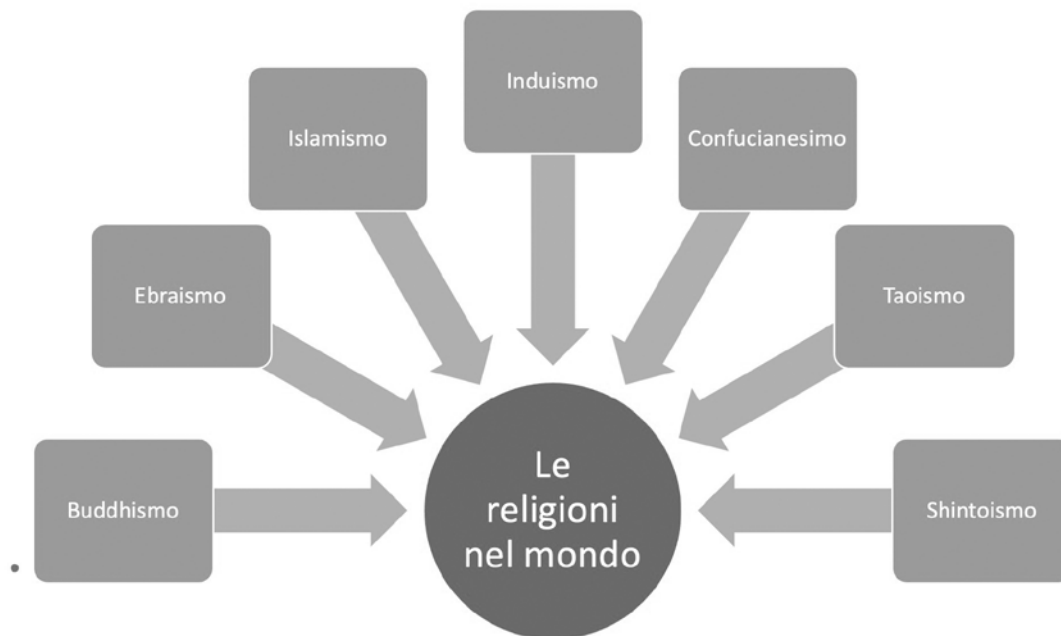 Induismo
Islamismo
Confucianesimo
Ebraismo
Taoismo
Buddhismo
Le
religioni
nel mondo
Shintoismo